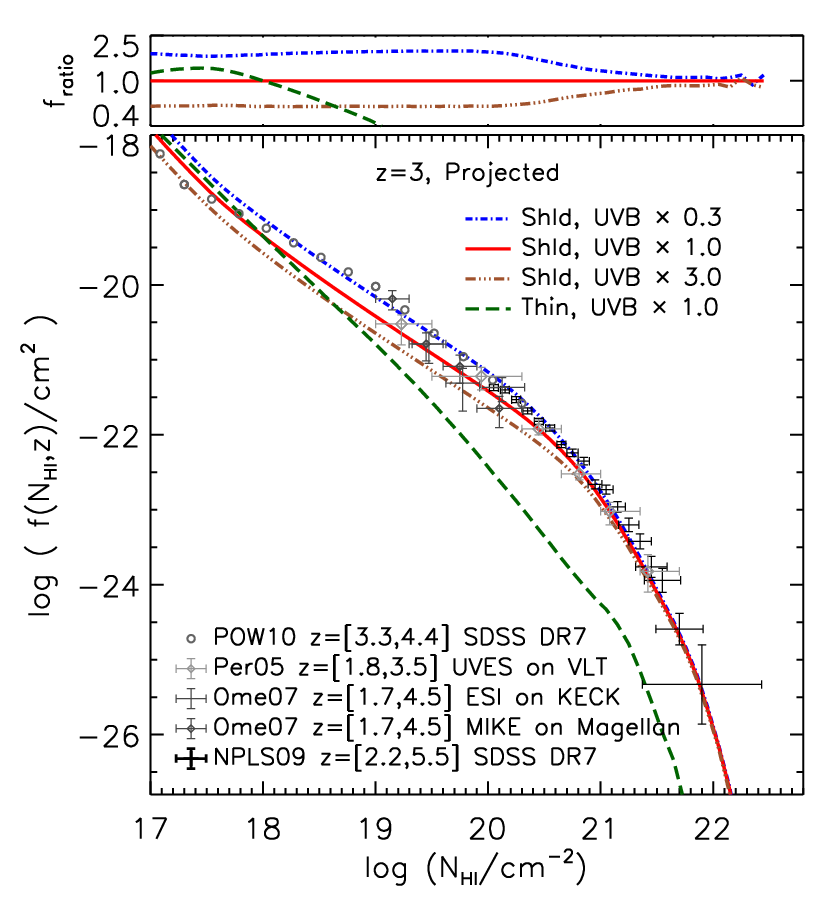 2.5
1.0
0.4
f_ratio
−18
−20
−22
−24
−26
log ( f(N_HI,z)/cm² )
z=3, Projected
Shld, UVB × 0.3
Shld, UVB × 1.0
Shld, UVB × 3.0
Thin, UVB × 1.0
POW10 z=[3.3,4.4] SDSS DR7
Per05 z=[1.8,3.5] UVES on VLT
Ome07 z=[1.7,4.5] ESI on KECK
Ome07 z=[1.7,4.5] MIKE on Magellan
NPLS09 z=[2.2,5.5] SDSS DR7
17 18 19 20 21 22
log (N_HI/cm⁻²)